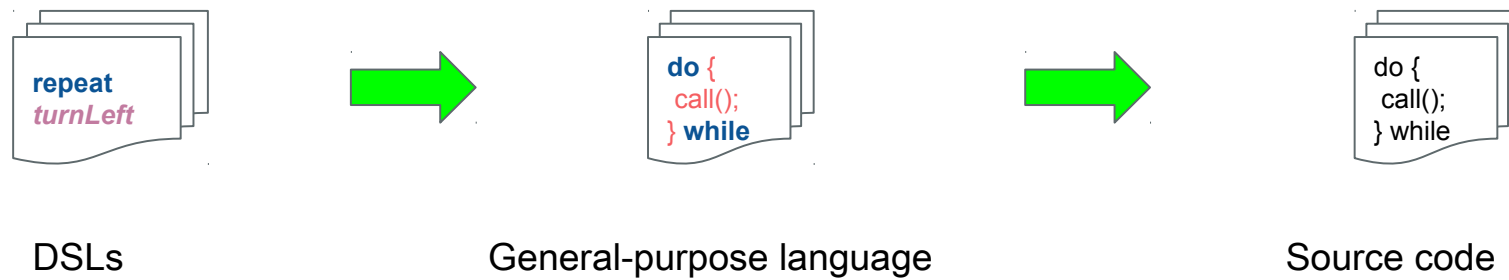 repeat
turnLeft
do {
call();
} while
do {
call();
} while
DSLs
General-purpose language
Source code